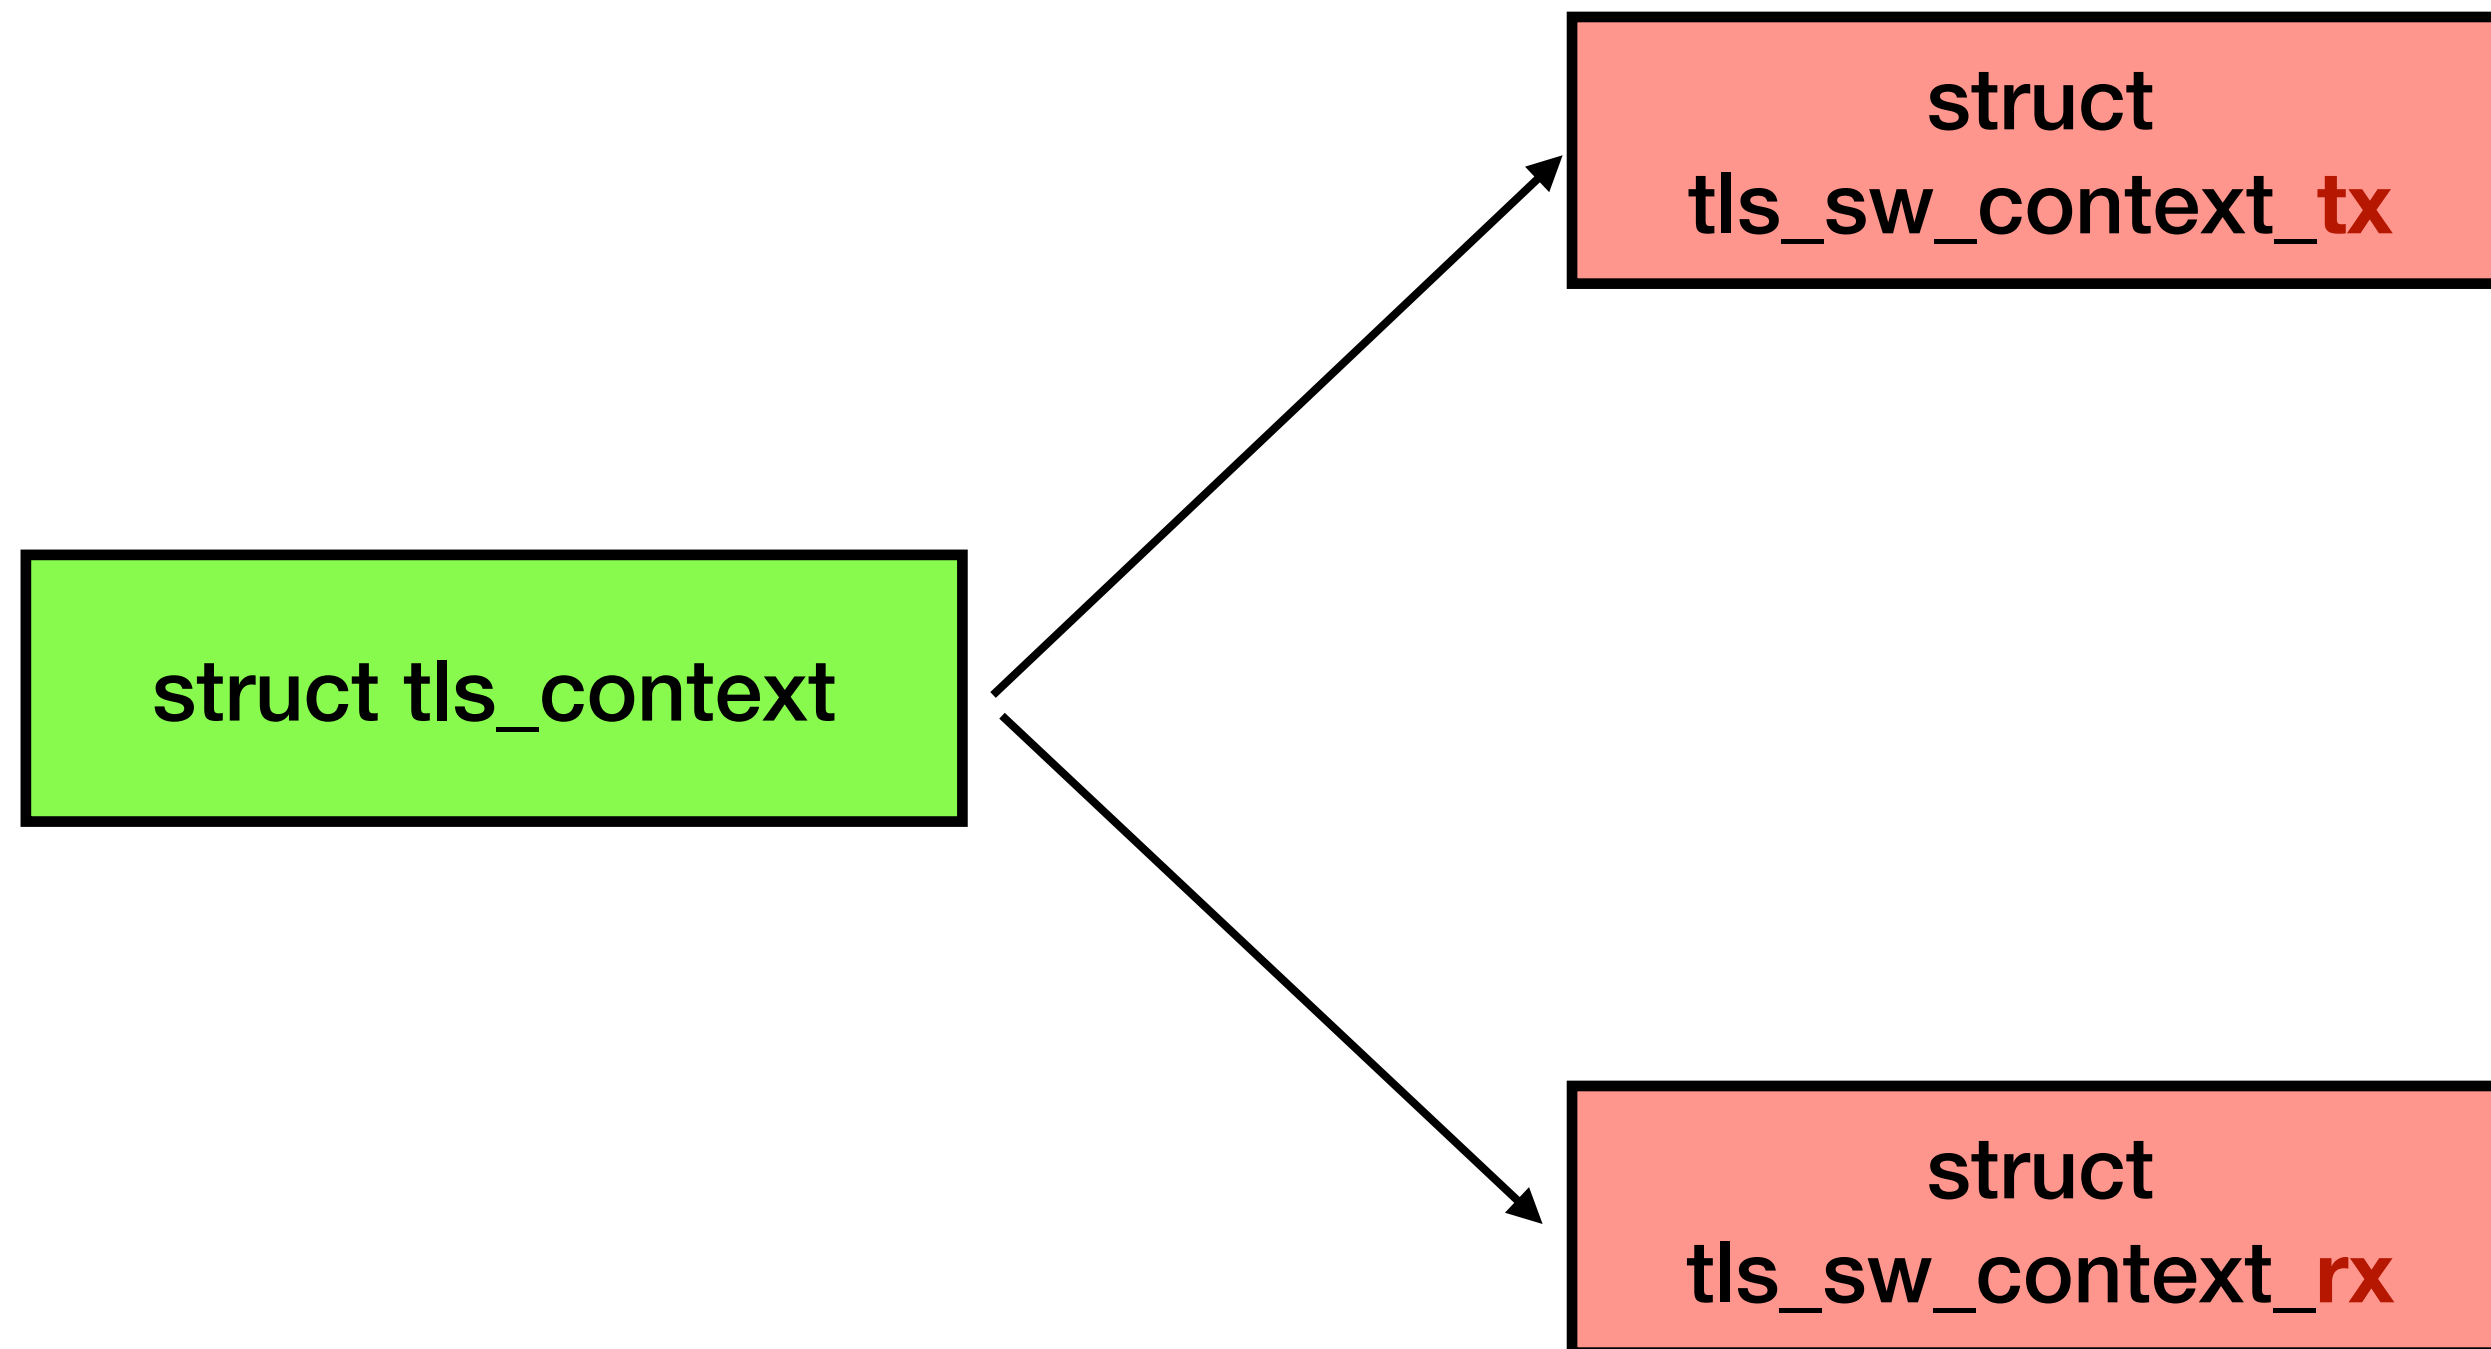 struct
tls_sw_context_tx
struct tls_context
struct
tls_sw_context_rx